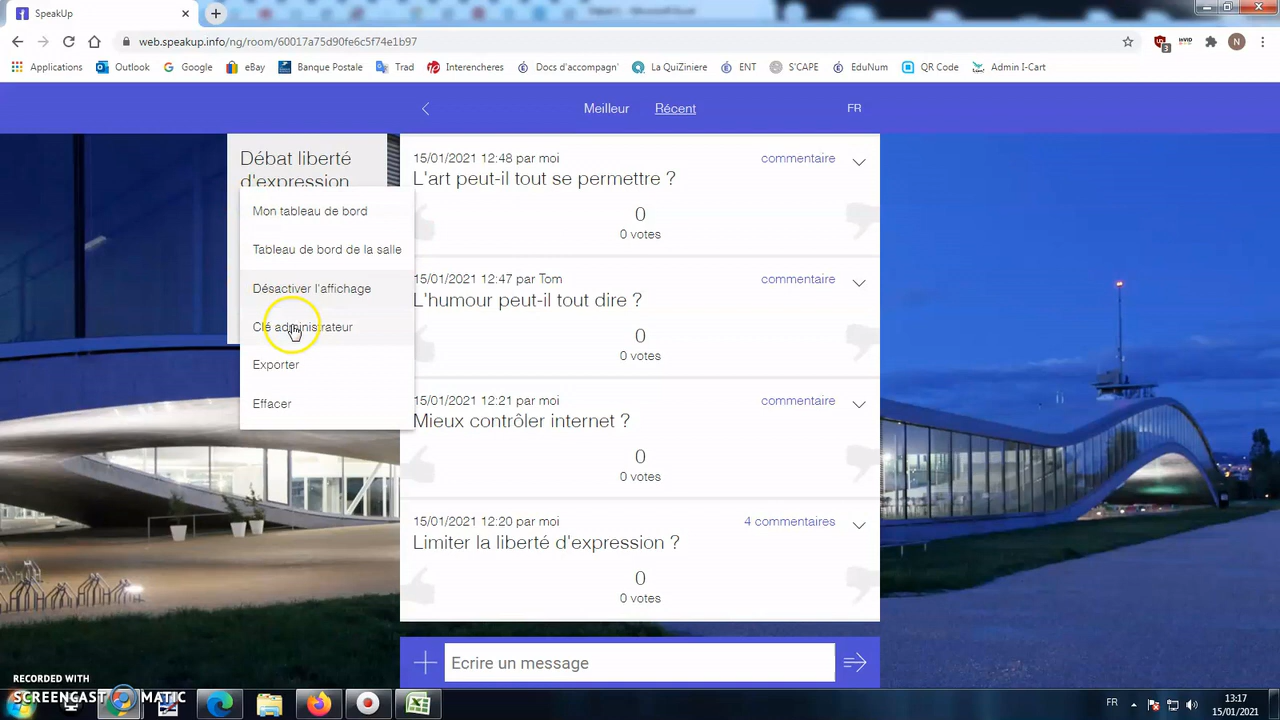 SpeakUp
web.speakup.info/ng/room/60017a75d90fe6c5f74e1b97
3
N
Applications
Outlook
Google
eBay
Banque Postale
Trad
Interencheres
Docs d'accompagn'
La QuiZiniere
ENT
S'CAPE
EduNum
QR Code
Admin I-Cart
Meilleur
Récent
FR
Débat liberté
d'expression
Mon tableau de bord
Tableau de bord de la salle
Désactiver l'affichage
Clé administrateur
Exporter
Effacer
15/01/2021 12:48 par moi
commentaire
L'art peut-il tout se permettre ?
0
0 votes
15/01/2021 12:47 par Tom
commentaire
L'humour peut-il tout dire ?
0
0 votes
15/01/2021 12:21 par moi
commentaire
Mieux contrôler internet ?
0
0 votes
15/01/2021 12:20 par moi
4 commentaires
Limiter la liberté d'expression ?
0
0 votes
Ecrire un message
RECORDED WITH
SCREENCAST MATIC
FR
13:17
15/01/2021